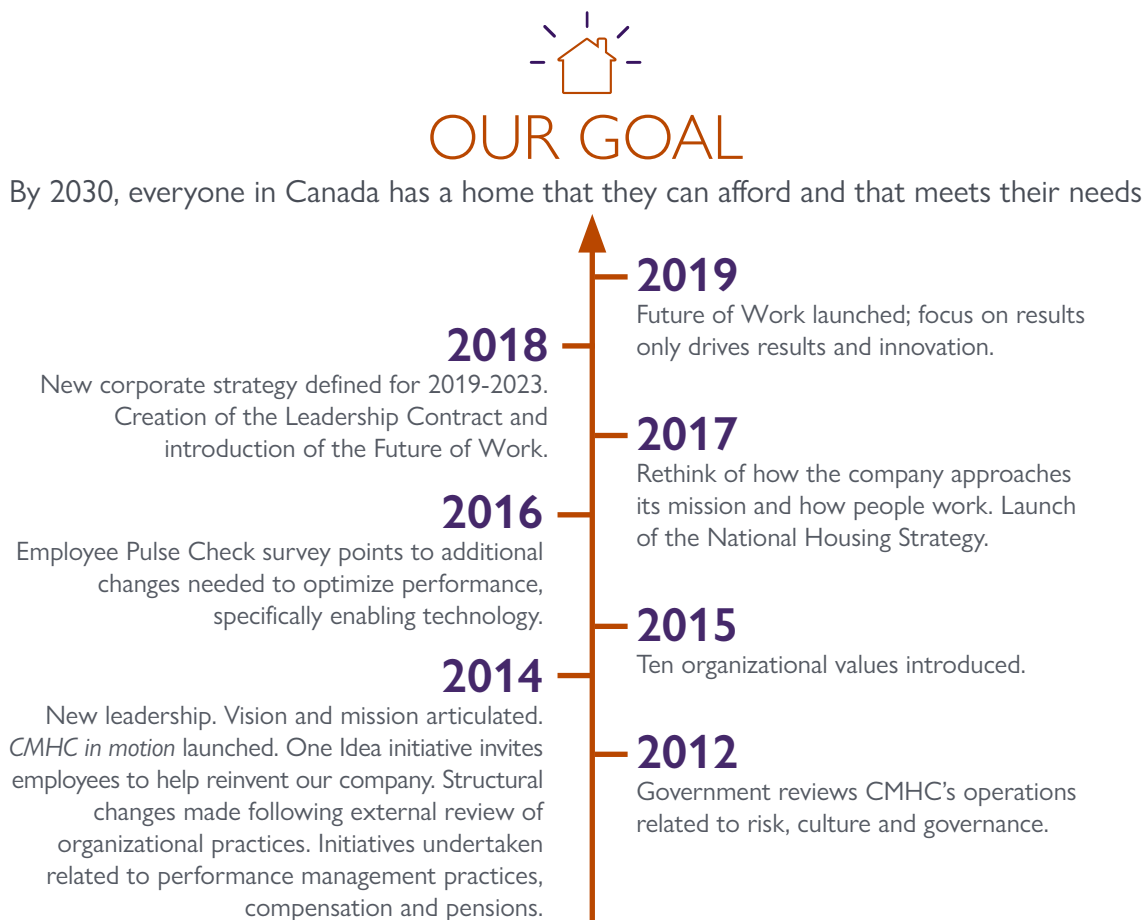 OUR GOAL
By 2030, everyone in Canada has a home that they can afford and that meets their needs
2019
Future of Work launched; focus on results
only drives results and innovation.
2018
New corporate strategy defined for 2019-2023.
Creation of the Leadership Contract and
introduction of the Future of Work.
2017
Rethink of how the company approaches
its mission and how people work. Launch
of the National Housing Strategy.
2016
Employee Pulse Check survey points to additional
changes needed to optimize performance,
specifically enabling technology.
2015
Ten organizational values introduced.
2014
New leadership. Vision and mission articulated.
CMHC in motion launched. One Idea initiative invites
employees to help reinvent our company. Structural
changes made following external review of
organizational practices. Initiatives undertaken
related to performance management practices,
compensation and pensions.
2012
Government reviews CMHC's operations
related to risk, culture and governance.